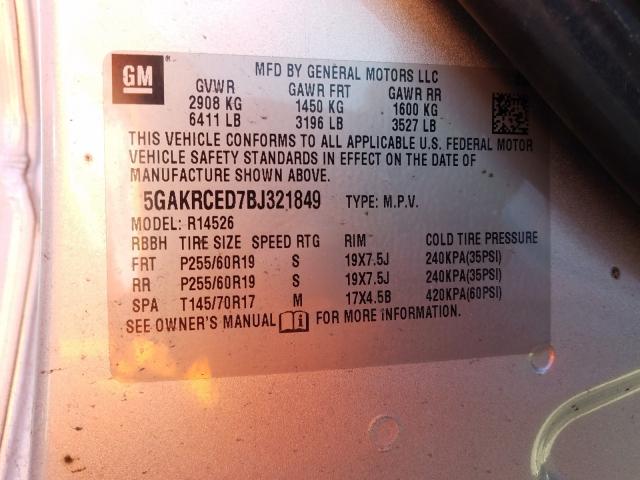 GM
MFD BY GENERAL MOTORS LLC
GVWR GAWR FRT GAWR RR
2908 KG 1450 KG 1600 KG
6411 LB 3196 LB 3527 LB
THIS VEHICLE CONFORMS TO ALL APPLICABLE U.S. FEDERAL MOTOR
VEHICLE SAFETY STANDARDS IN EFFECT ON THE DATE OF
MANUFACTURE SHOWN ABOVE.
5GAKRCED7BJ321849 TYPE: M.P.V.
MODEL: R14526
RBBH TIRE SIZE SPEED RTG RIM COLD TIRE PRESSURE
FRT P255/60R19 S 19X7.5J 240KPA(35PSI)
RR P255/60R19 S 19X7.5J 240KPA(35PSI)
SPA T145/70R17 M 17X4.5B 420KPA(60PSI)
SEE OWNER'S MANUAL FOR MORE INFORMATION.